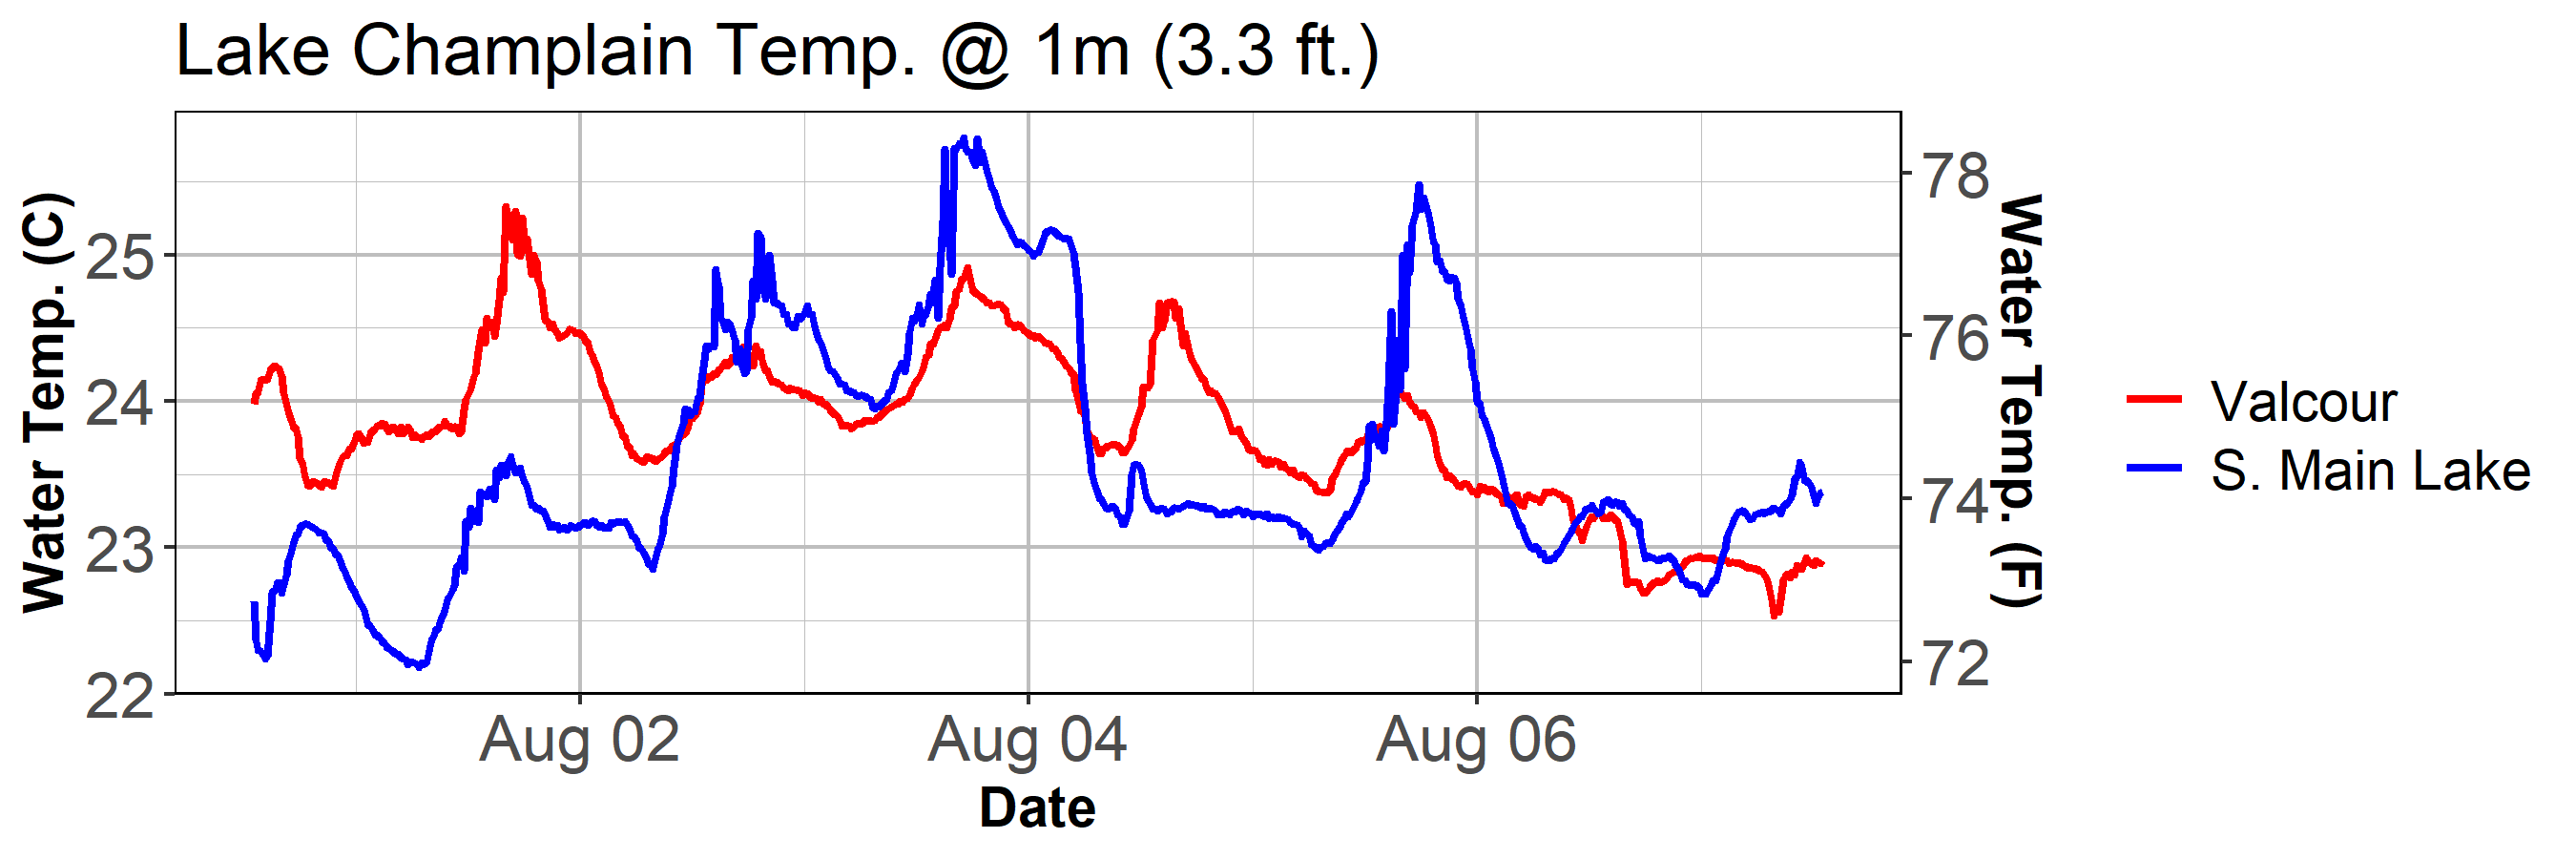 Lake Champlain Temp. @ 1m (3.3 ft.)
Water Temp. (C)
25
24
23
22
78
76
74
72
Water Temp. (F)
Aug 02
Aug 04
Aug 06
Date
Valcour
S. Main Lake